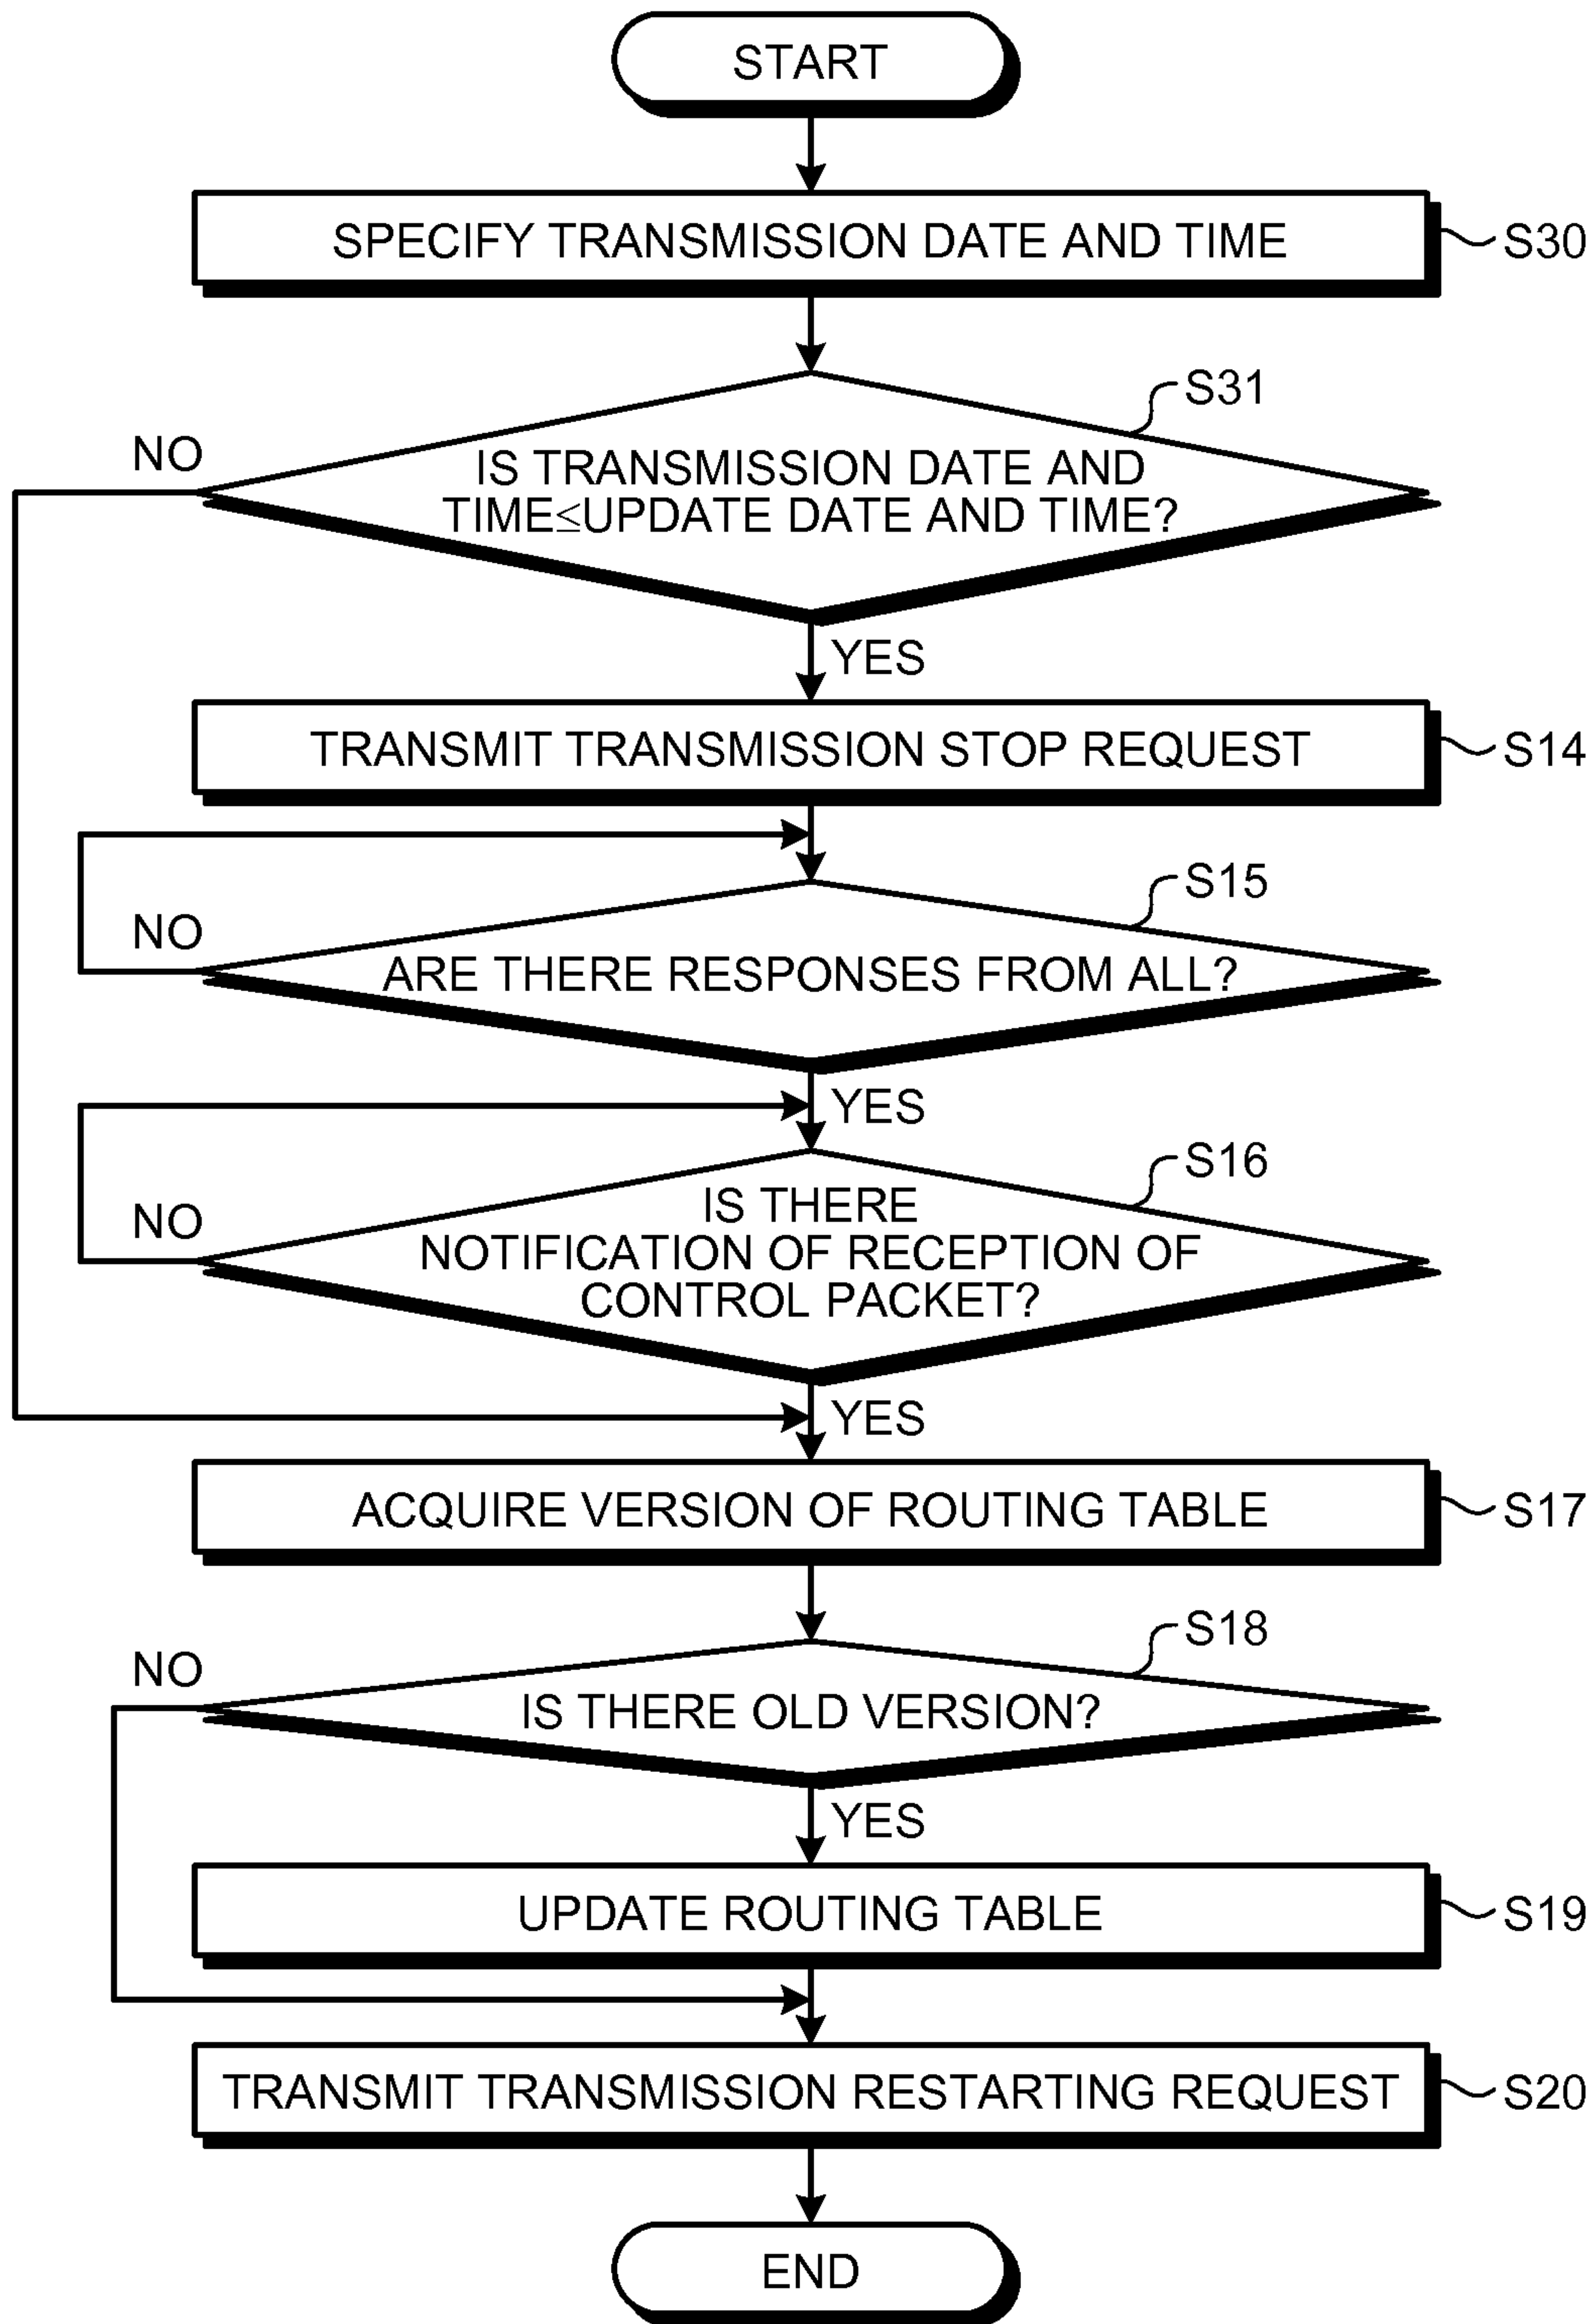 START
SPECIFY TRANSMISSION DATE AND TIME
S30
S31
NO
IS TRANSMISSION DATE AND
TIME≤UPDATE DATE AND TIME?
YES
TRANSMIT TRANSMISSION STOP REQUEST
S14
S15
NO
ARE THERE RESPONSES FROM ALL?
YES
S16
NO
IS THERE
NOTIFICATION OF RECEPTION OF
CONTROL PACKET?
YES
ACQUIRE VERSION OF ROUTING TABLE
S17
S18
NO
IS THERE OLD VERSION?
YES
UPDATE ROUTING TABLE
S19
TRANSMIT TRANSMISSION RESTARTING REQUEST
S20
END